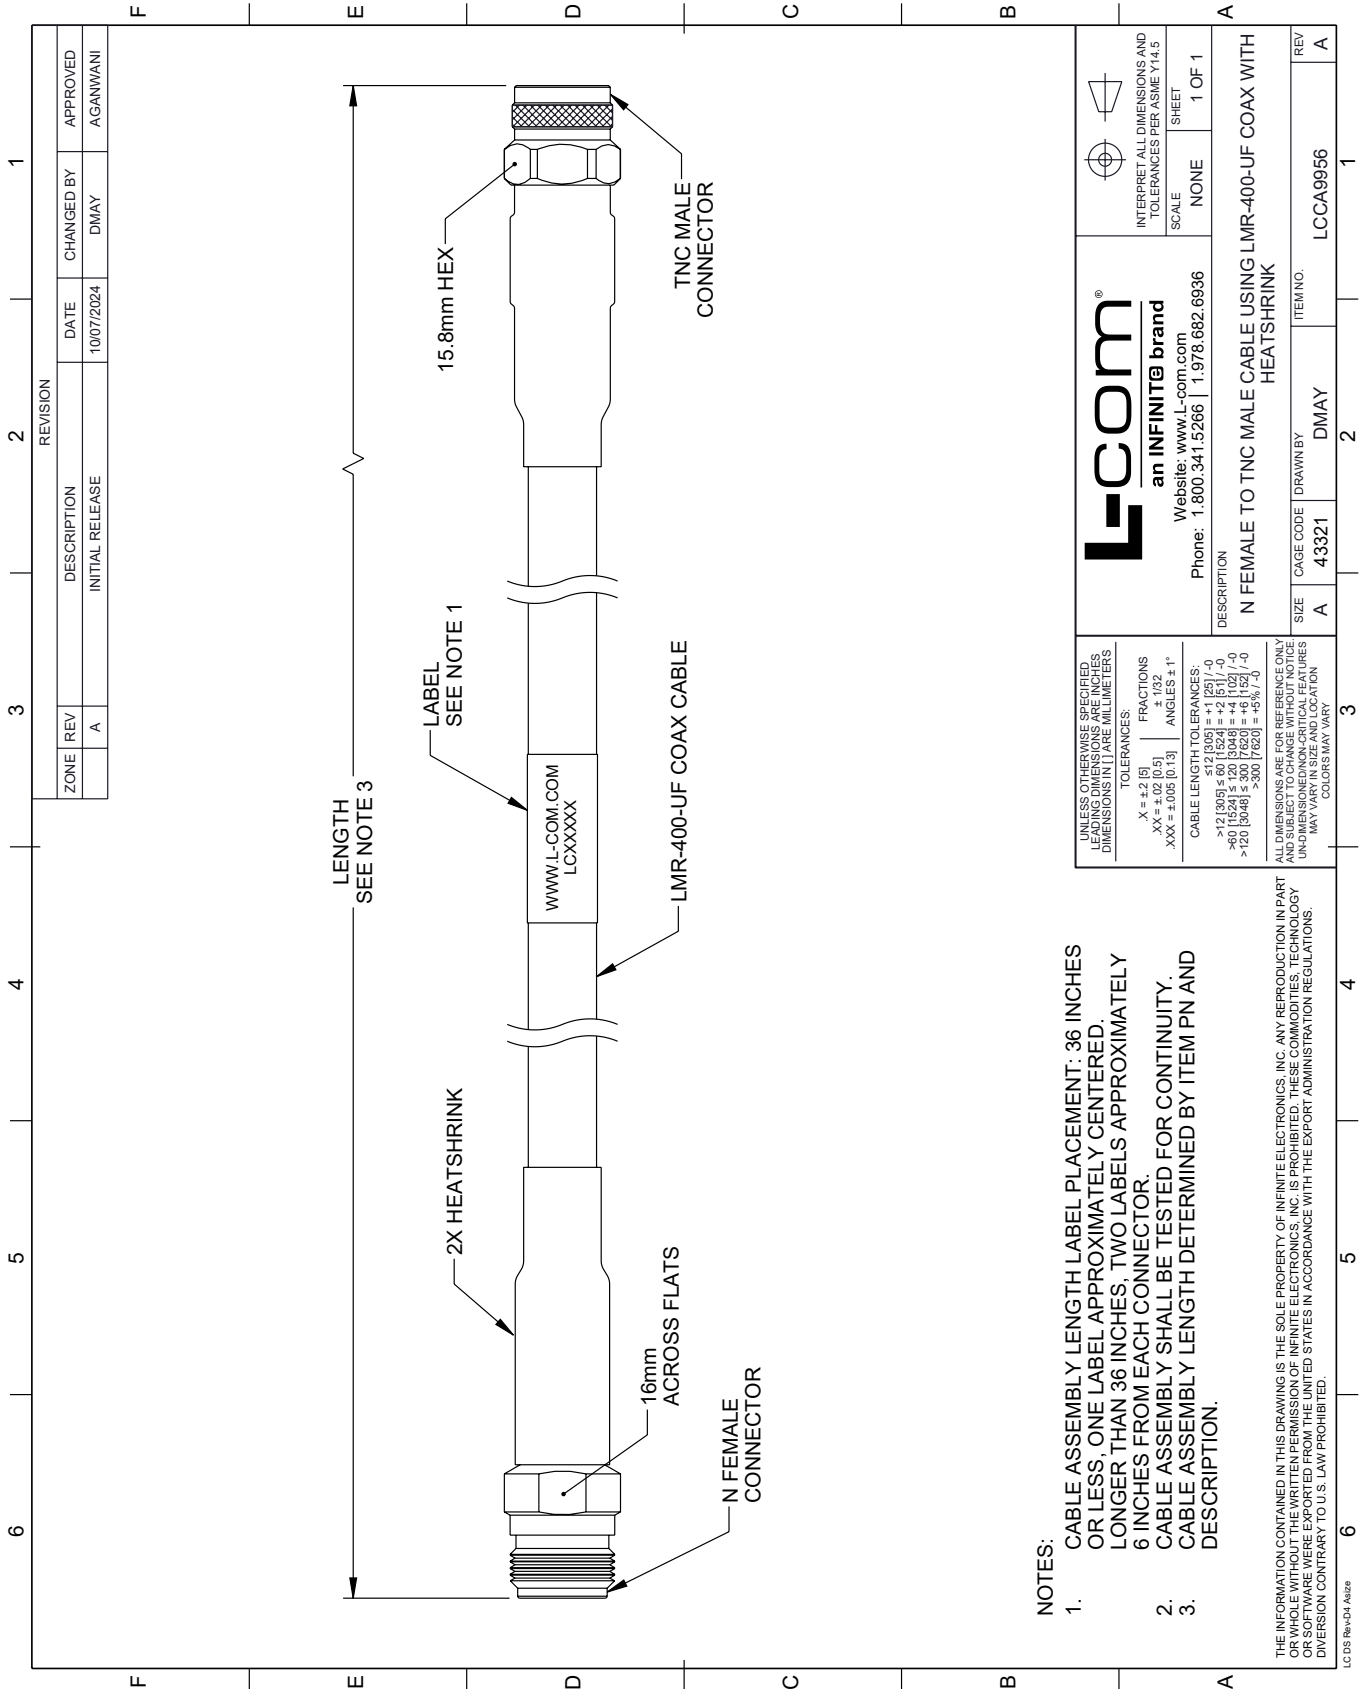 6 5 4 3 2 1
F
E
D
C
B
A
REVISION
ZONE REV DESCRIPTION DATE CHANGED BY APPROVED
A INITIAL RELEASE 10/07/2024 DMAY AGANWANI
LENGTH
SEE NOTE 3
2X HEATSHRINK
LABEL
SEE NOTE 1
15.8mm HEX
WWW.L-COM.COM
LCXXXXX
16mm
ACROSS FLATS
N FEMALE
CONNECTOR
LMR-400-UF COAX CABLE
TNC MALE
CONNECTOR
NOTES:
1. CABLE ASSEMBLY LENGTH LABEL PLACEMENT: 36 INCHES
OR LESS, ONE LABEL APPROXIMATELY CENTERED.
LONGER THAN 36 INCHES, TWO LABELS APPROXIMATELY
6 INCHES FROM EACH CONNECTOR.
2. CABLE ASSEMBLY SHALL BE TESTED FOR CONTINUITY.
3. CABLE ASSEMBLY LENGTH DETERMINED BY ITEM PN AND
DESCRIPTION.
THE INFORMATION CONTAINED IN THIS DRAWING IS THE SOLE PROPERTY OF INFINITE ELECTRONICS, INC. ANY REPRODUCTION IN PART
OR WHOLE WITHOUT THE WRITTEN PERMISSION OF INFINITE ELECTRONICS, INC. IS PROHIBITED. THESE COMMODITIES, TECHNOLOGY
OR SOFTWARE WERE EXPORTED FROM THE UNITED STATES IN ACCORDANCE WITH THE EXPORT ADMINISTRATION REGULATIONS.
DIVERSION CONTRARY TO U.S. LAW PROHIBITED.
UNLESS OTHERWISE SPECIFIED
LEADING DIMENSIONS ARE INCHES
DIMENSIONS IN [ ] ARE MILLIMETERS
TOLERANCES:
.X = ±.2 [5] FRACTIONS
.XX = ±.02 [0.5] ± 1/32
.XXX = ±.005 [0.13] ANGLES ± 1°
CABLE LENGTH TOLERANCES:
≤12 [305] = +1 [25] / -0
>12 [305] ≤ 60 [1524] = +2 [51] / -0
>60 [1524] ≤ 120 [3048] = +4 [102] / -0
>120 [3048] ≤ 300 [7620] = +6 [152] / -0
>300 [7620] = +5% / -0
ALL DIMENSIONS ARE FOR REFERENCE ONLY
AND SUBJECT TO CHANGE WITHOUT NOTICE.
UN-DIMENSIONED/NON-CRITICAL FEATURES
MAY VARY IN SIZE AND LOCATION
COLORS MAY VARY
L-com®
an INFINITE brand
Website: www.L-com.com
Phone: 1.800.341.5266 | 1.978.682.6936
INTERPRET ALL DIMENSIONS AND
TOLERANCES PER ASME Y14.5
SCALE NONE
SHEET 1 OF 1
DESCRIPTION
N FEMALE TO TNC MALE CABLE USING LMR-400-UF COAX WITH
HEATSHRINK
SIZE CAGE CODE DRAWN BY ITEM NO. REV
A 43321 DMAY LCCA9956 A
F
E
D
C
B
A
6 5 4 3 2 1
LC DS Rev-D4 Asize